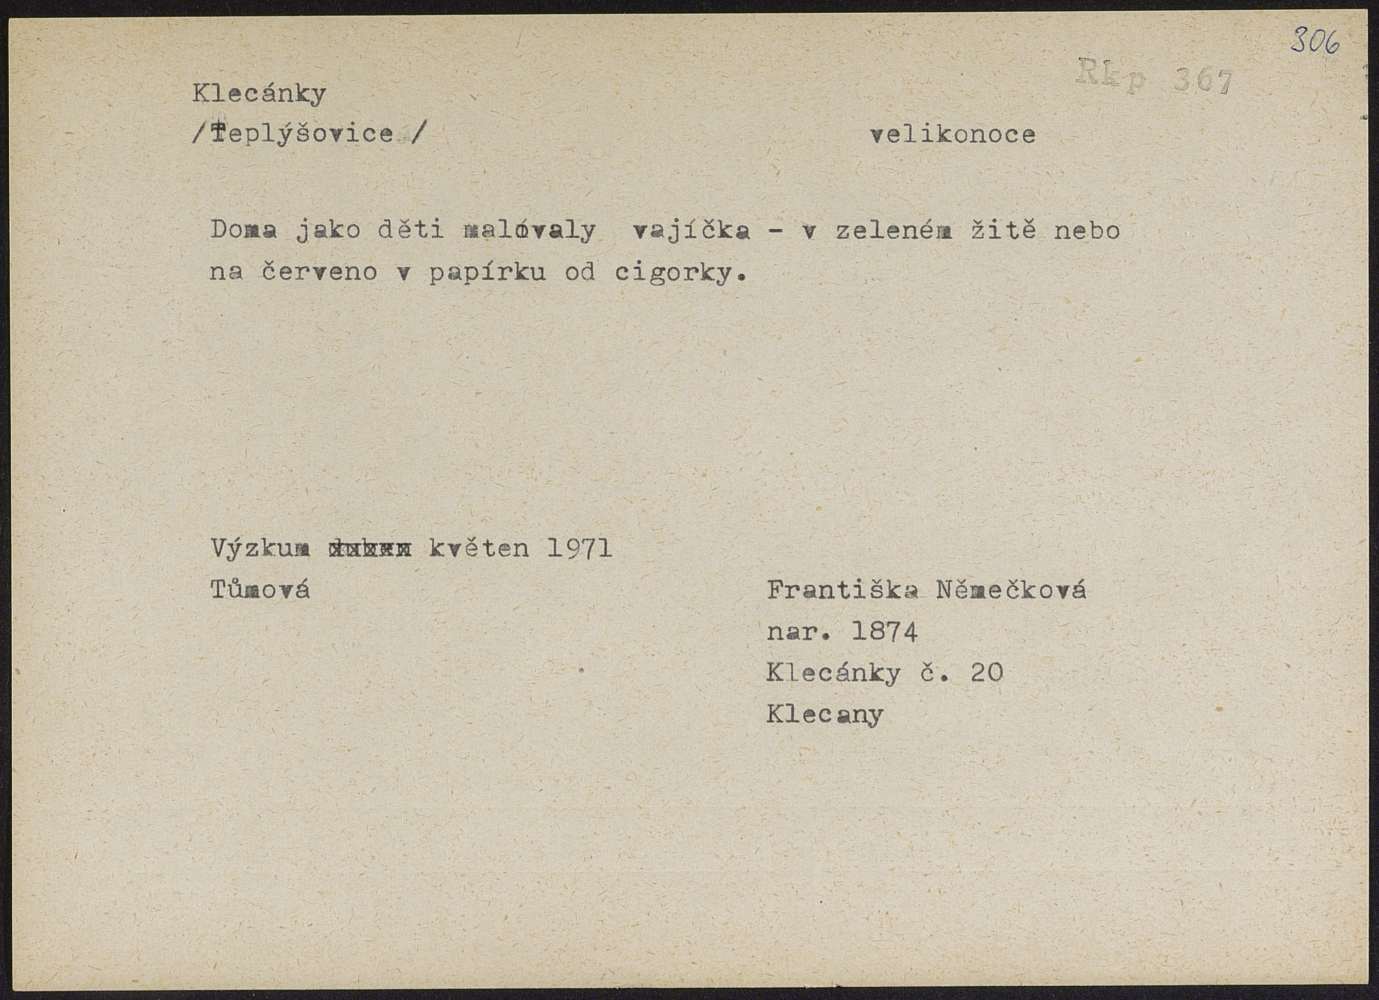 306
Rkp 367
Klecánky
/Teplýšovice /
velikonoce
Doma jako děti malovaly vajíčka - v zeleném žitě nebo
na červeno v papírku od cigorky.
Výzkum duben květen 1971
Tůmová
Františka Němečková
nar. 1874
Klecánky č. 20
Klecany